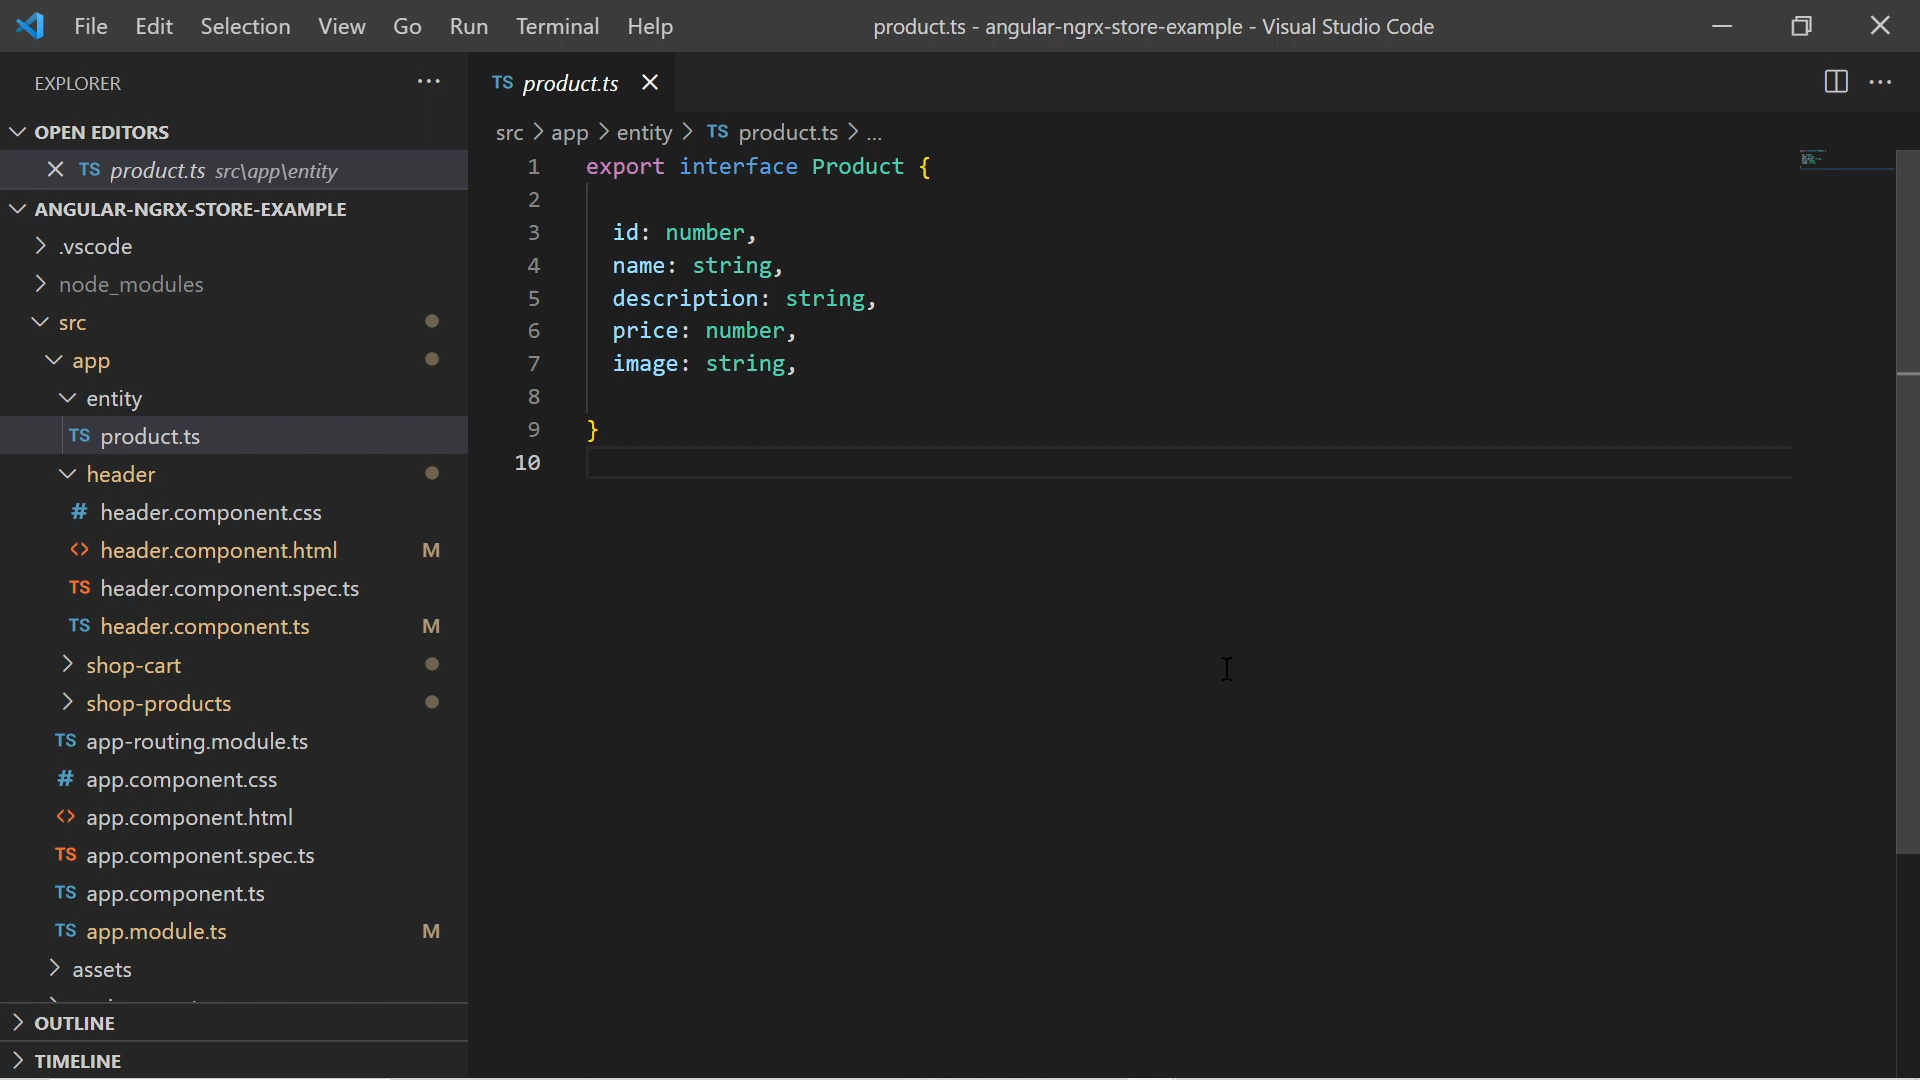 File Edit Selection View Go Run Terminal Help
product.ts - angular-ngrx-store-example - Visual Studio Code
EXPLORER
OPEN EDITORS
TS product.ts src\app\entity
ANGULAR-NGRX-STORE-EXAMPLE
.vscode
node_modules
src
app
entity
TS product.ts
header
# header.component.css
<> header.component.html M
TS header.component.spec.ts
TS header.component.ts M
shop-cart
shop-products
TS app-routing.module.ts
# app.component.css
<> app.component.html
TS app.component.spec.ts
TS app.component.ts
TS app.module.ts M
assets
OUTLINE
TIMELINE
TS product.ts
src > app > entity > TS product.ts > ...
1 export interface Product {
2
3 id: number,
4 name: string,
5 description: string,
6 price: number,
7 image: string,
8
9 }
10